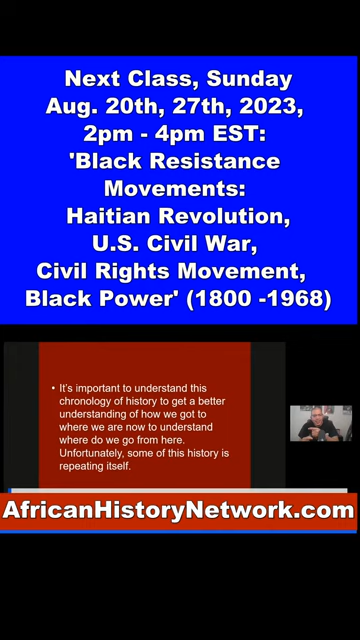 Next Class, Sunday
Aug. 20th, 27th, 2023,
2pm - 4pm EST:
'Black Resistance
Movements:
Haitian Revolution,
U.S. Civil War,
Civil Rights Movement,
Black Power' (1800 -1968)
• It's important to understand this
chronology of history to get a better
understanding of how we got to
where we are now to understand
where do we go from here.
Unfortunately, some of this history is
repeating itself.
AfricanHistoryNetwork.com